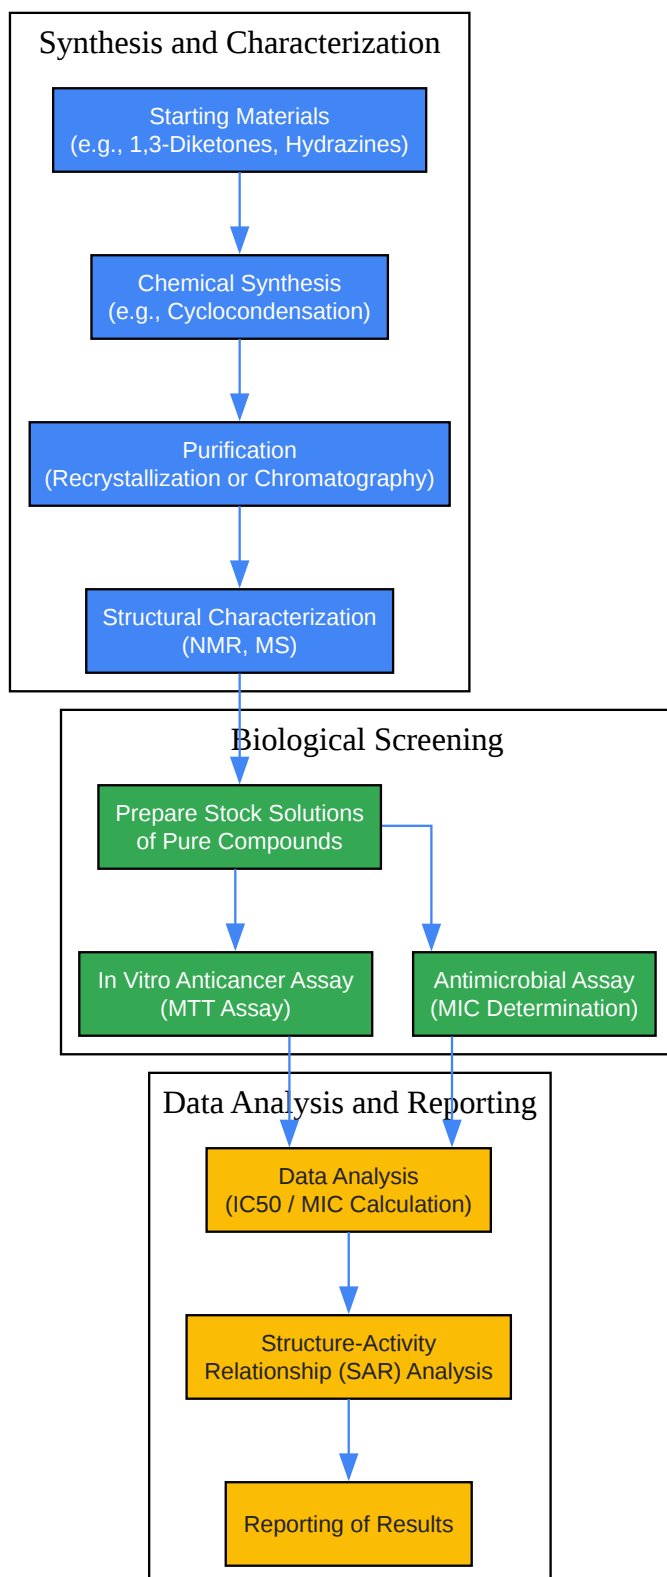 Synthesis and Characterization
Starting Materials
(e.g., 1,3-Diketones, Hydrazines)
Chemical Synthesis
(e.g., Cyclocondensation)
Purification
(Recrystallization or Chromatography)
Structural Characterization
(NMR, MS)
Biological Screening
Prepare Stock Solutions
of Pure Compounds
In Vitro Anticancer Assay
(MTT Assay)
Antimicrobial Assay
(MIC Determination)
Data Analysis and Reporting
Data Analysis
(IC50 / MIC Calculation)
Structure-Activity
Relationship (SAR) Analysis
Reporting of Results